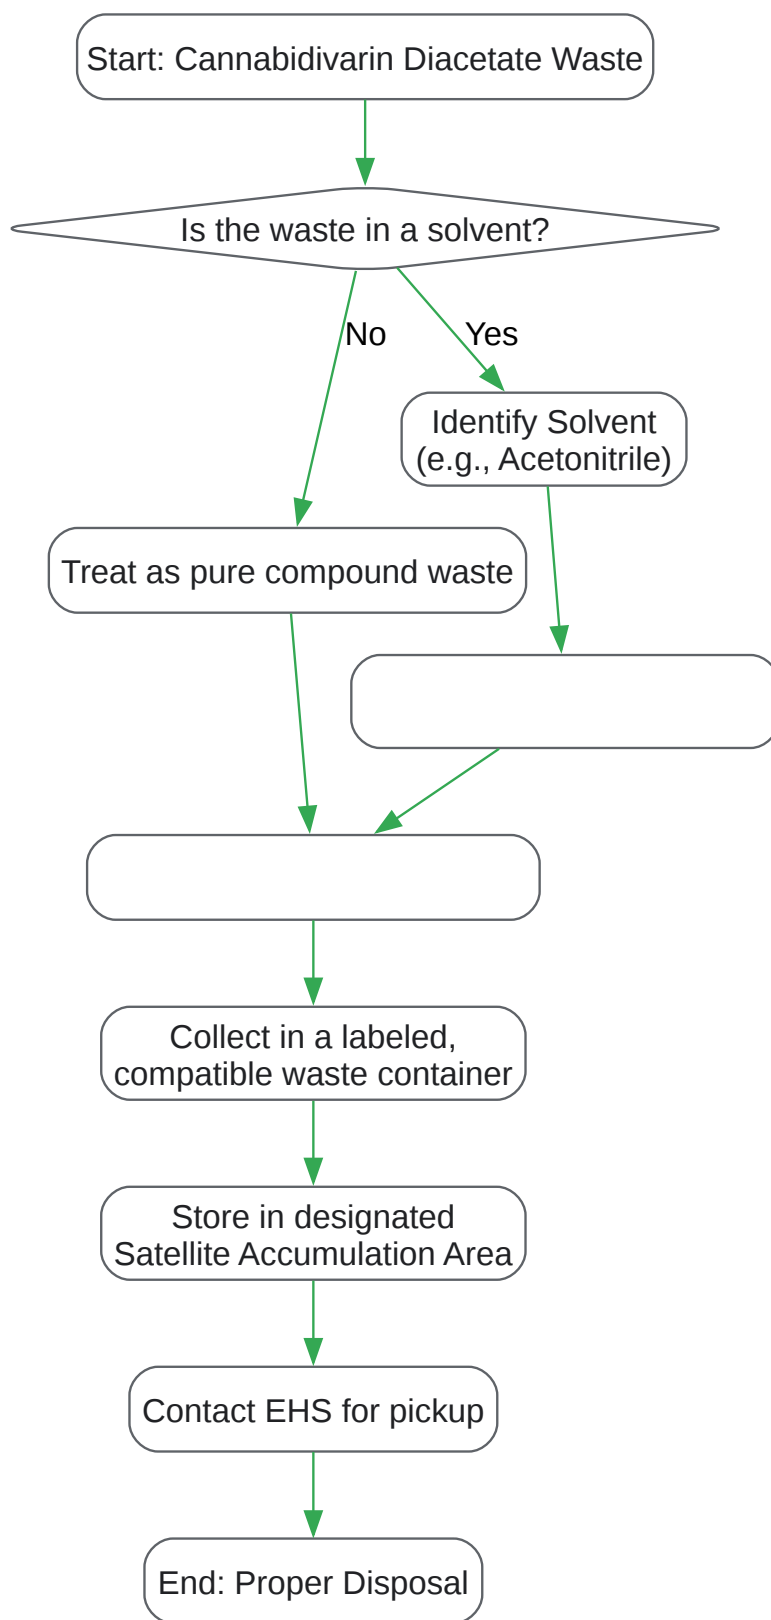 Start: Cannabidivarin Diacetate Waste
Is the waste in a solvent?
No
Yes
Identify Solvent
(e.g., Acetonitrile)
Treat as pure compound waste
Collect in a labeled,
compatible waste container
Store in designated
Satellite Accumulation Area
Contact EHS for pickup
End: Proper Disposal